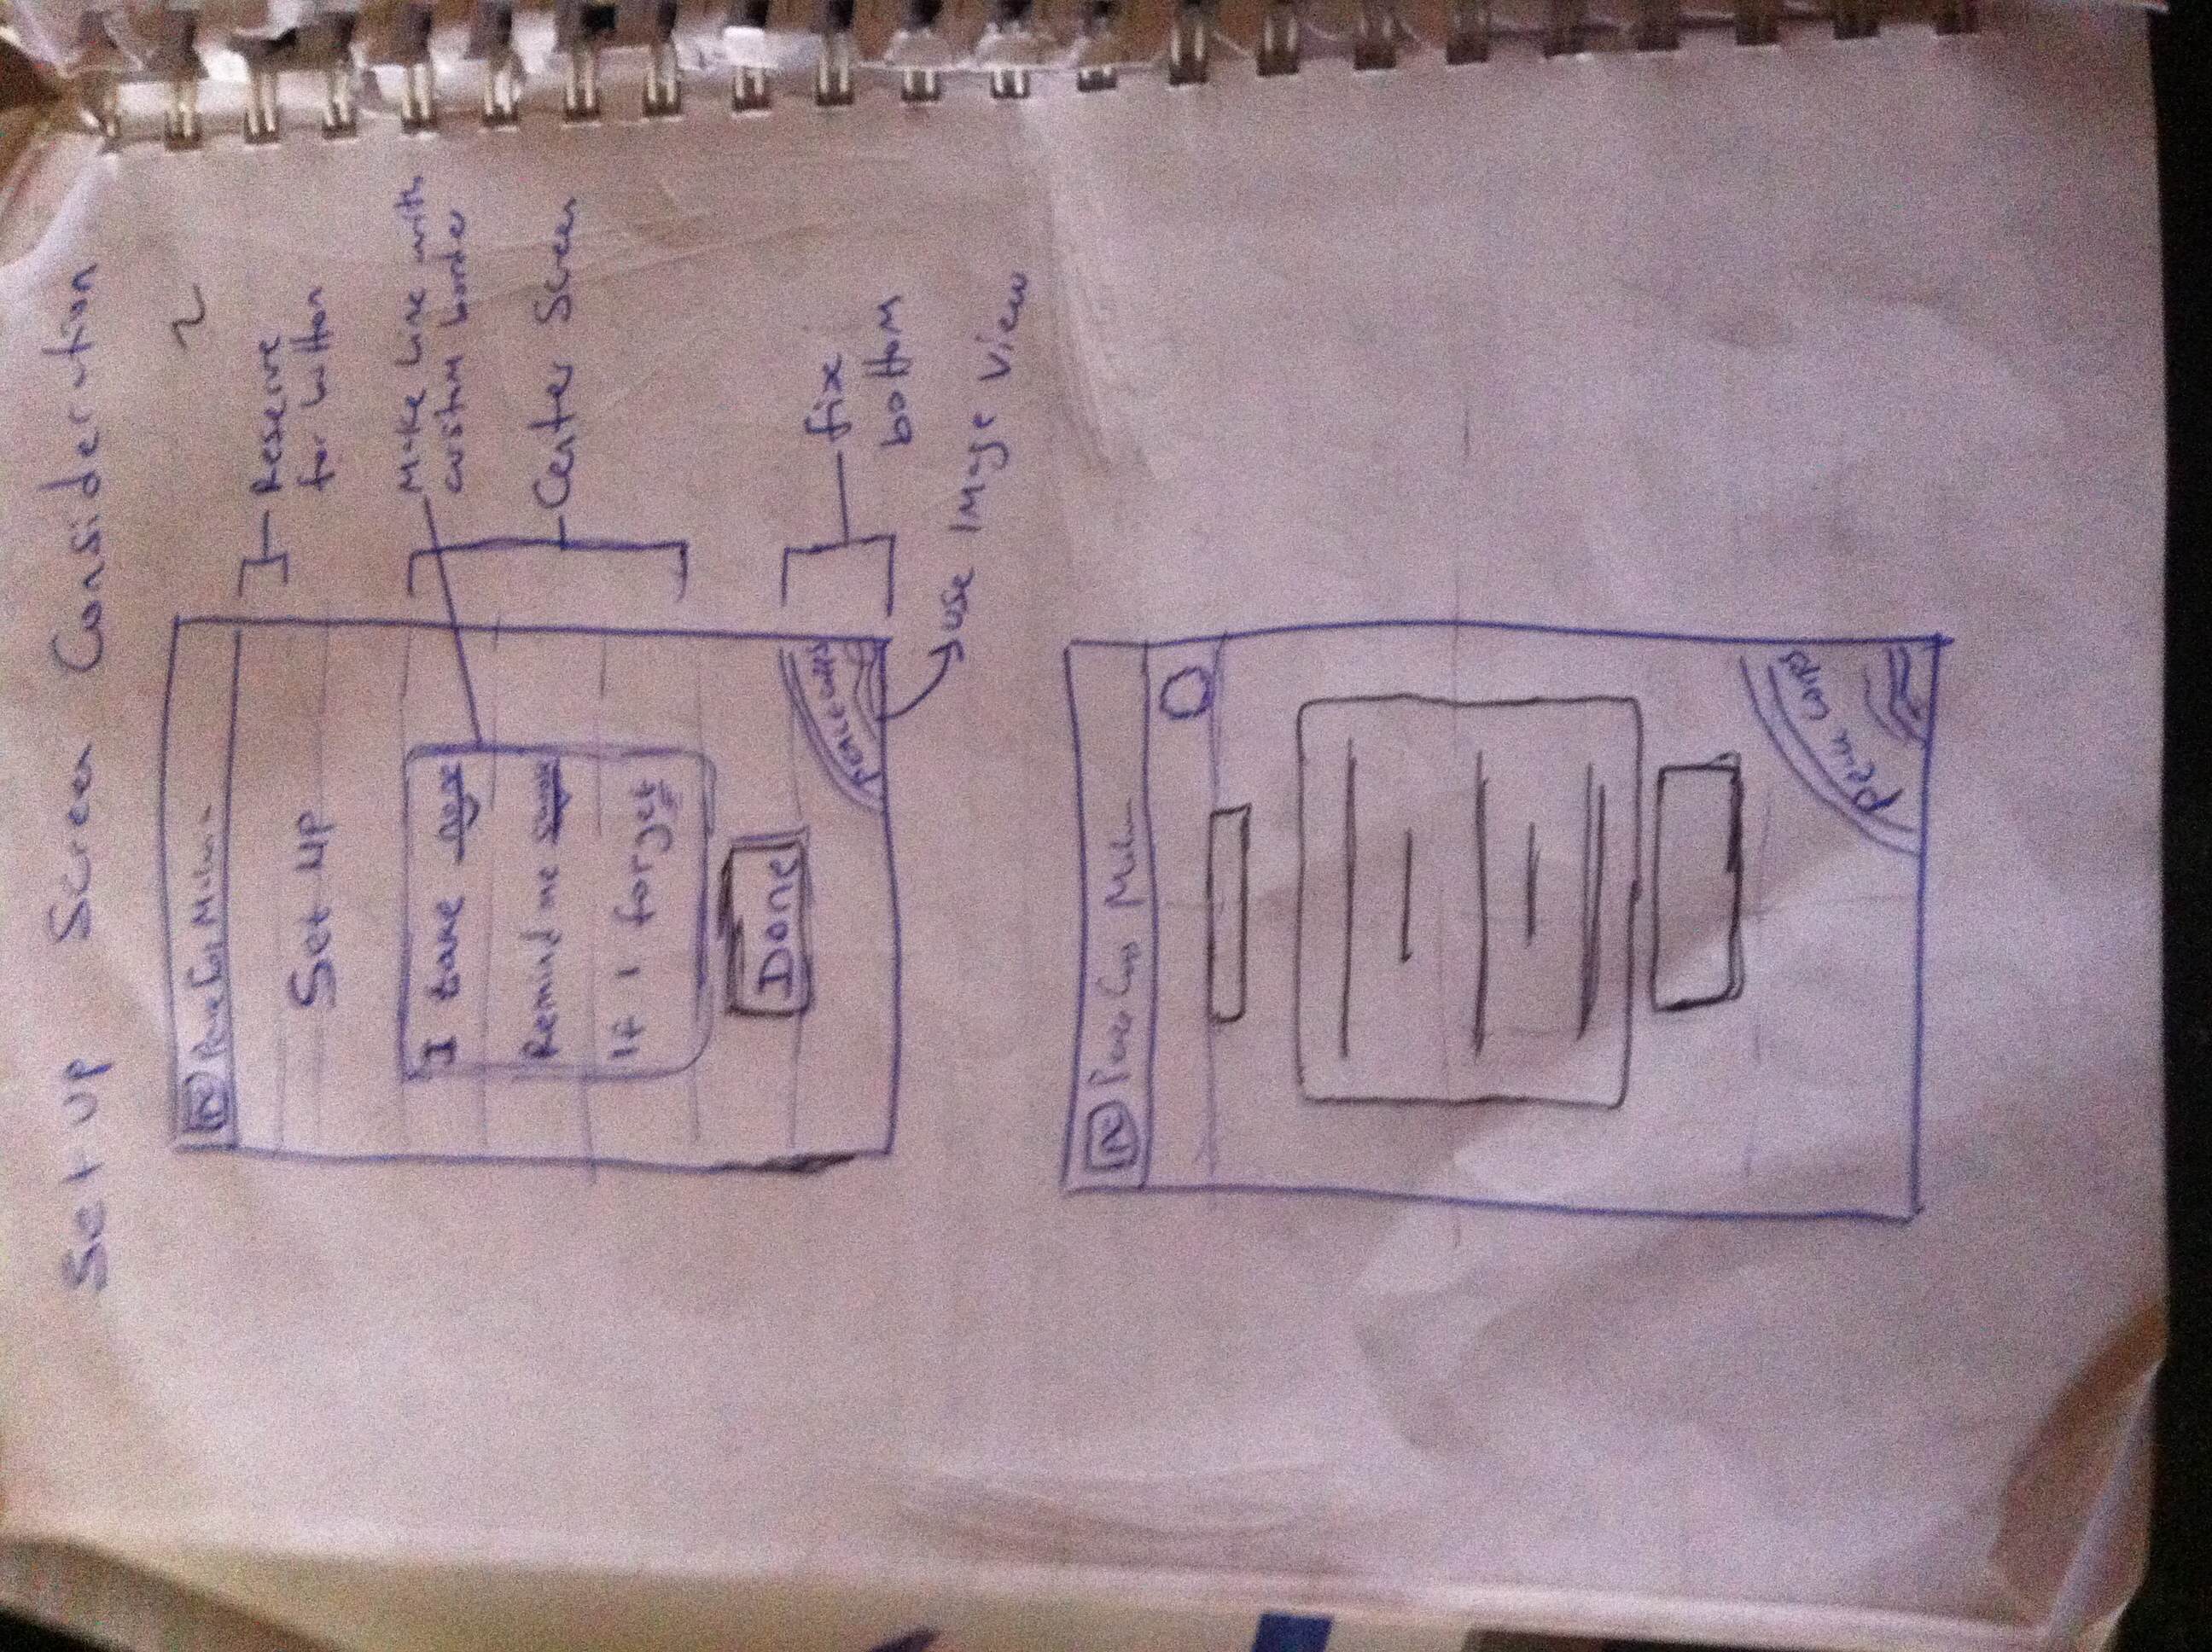 Set up Screen Consideration
2
PC Peace Corps Malaria
Reserve
for button
Set up
I take
Make Line with
custom border
Remind me
Center Screen
If I forget
Done
Peace Corps
fix
bottom
use Image View
PC Peace Corps Malaria
Peace Corps